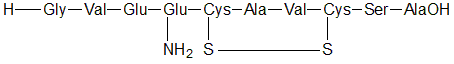 H Gly Val Glu Glu Cys Ala Val Cys Ser AlaOH
NH2 S S